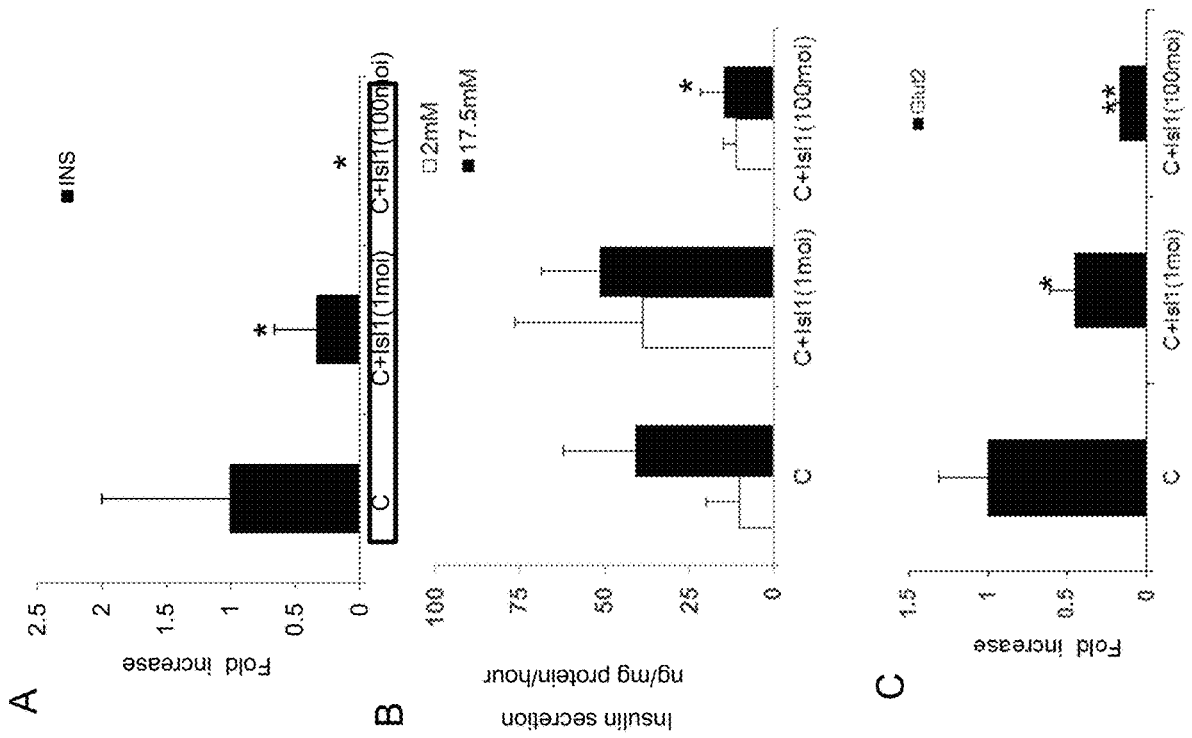 A
Fold increase
2.5
2
1
0.5
0
■INS
*
*
C
C+Isl1(1moi)
C+Isl1(100moi)
B
Insulin secretion
ng/mg protein/hour
100
75
50
25
0
□2mM
■17.5mM
*
C
C+Isl1(1moi)
C+Isl1(100moi)
C
Fold increase
1.5
1
0.5
0
■Glut2
*
**
C
C+Isl1(1moi)
C+Isl1(100moi)